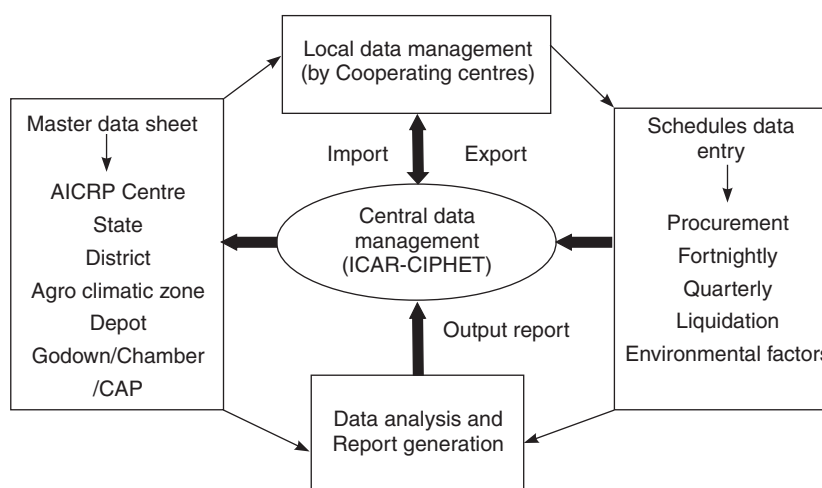 Local data management
(by Cooperating centres)
Master data sheet
AICRP Centre
State
District
Agro climatic zone
Depot
Godown/Chamber
/CAP
Import
Export
Central data
management
(ICAR-CIPHET)
Schedules data
entry
Procurement
Fortnightly
Quarterly
Liquidation
Environmental factors
Output report
Data analysis and
Report generation